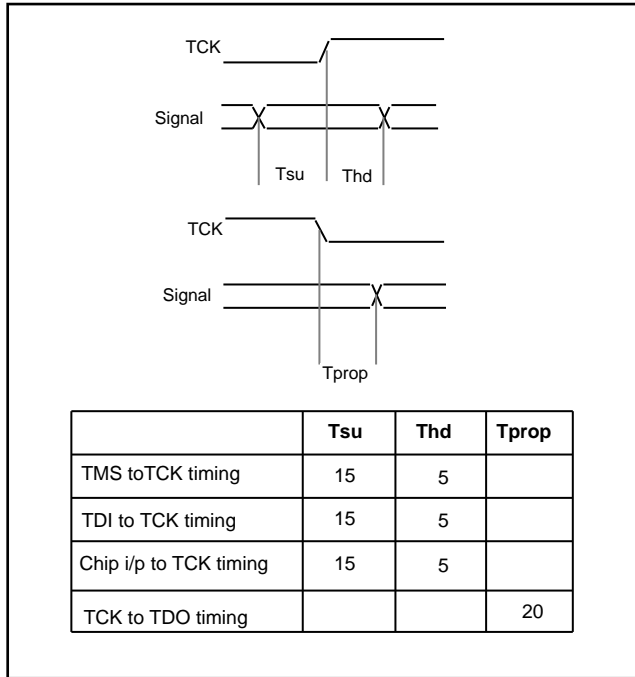 TCK
Signal
Tsu Thd
TCK
Signal
Tprop
Tsu Thd Tprop
TMS toTCK timing 15 5
TDI to TCK timing 15 5
Chip i/p to TCK timing 15 5
TCK to TDO timing 20